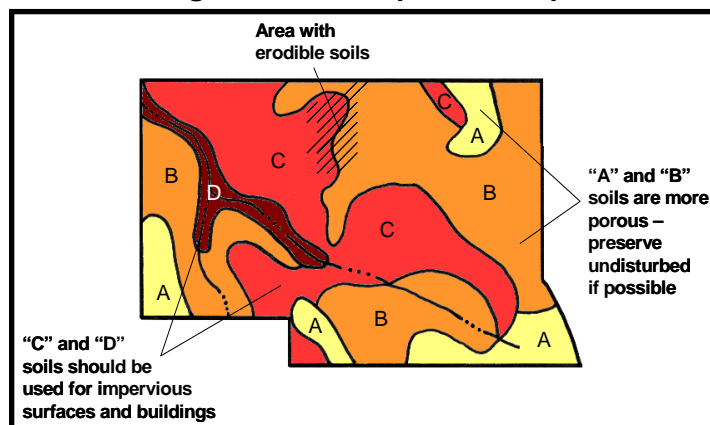 Area with
erodible soils
C
A
B
C
B
D
C
"A" and "B"
soils are more
porous –
preserve
undisturbed
if possible
A
A
B
A
"C" and "D"
soils should be
used for impervious
surfaces and buildings